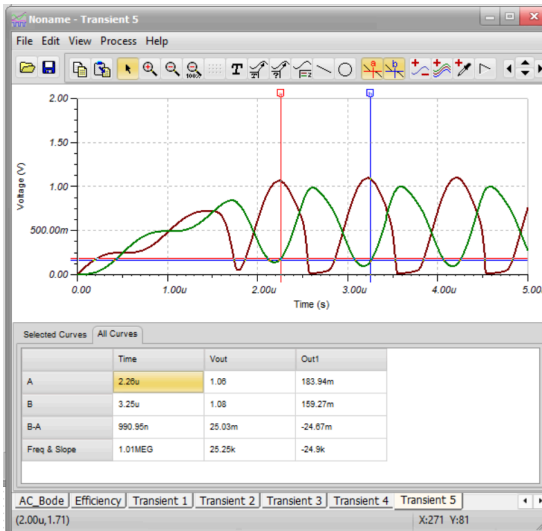 Noname - Transient 5
File Edit View Process Help
100%
T
a
b
2.00
1.50
1.00
500.00m
0.00
Voltage (V)
0.00 1.00u 2.00u 3.00u 4.00u 5.00
Time (s)
Selected Curves All Curves
Time Vout Out1
A 2.26u 1.06 183.94m
B 3.25u 1.08 159.27m
B-A 990.95n 25.03m -24.67m
Freq & Slope 1.01MEG 25.25k -24.9k
AC_Bode Efficiency Transient 1 Transient 2 Transient 3 Transient 4 Transient 5
(2.00u,1.71) X:271 Y:81